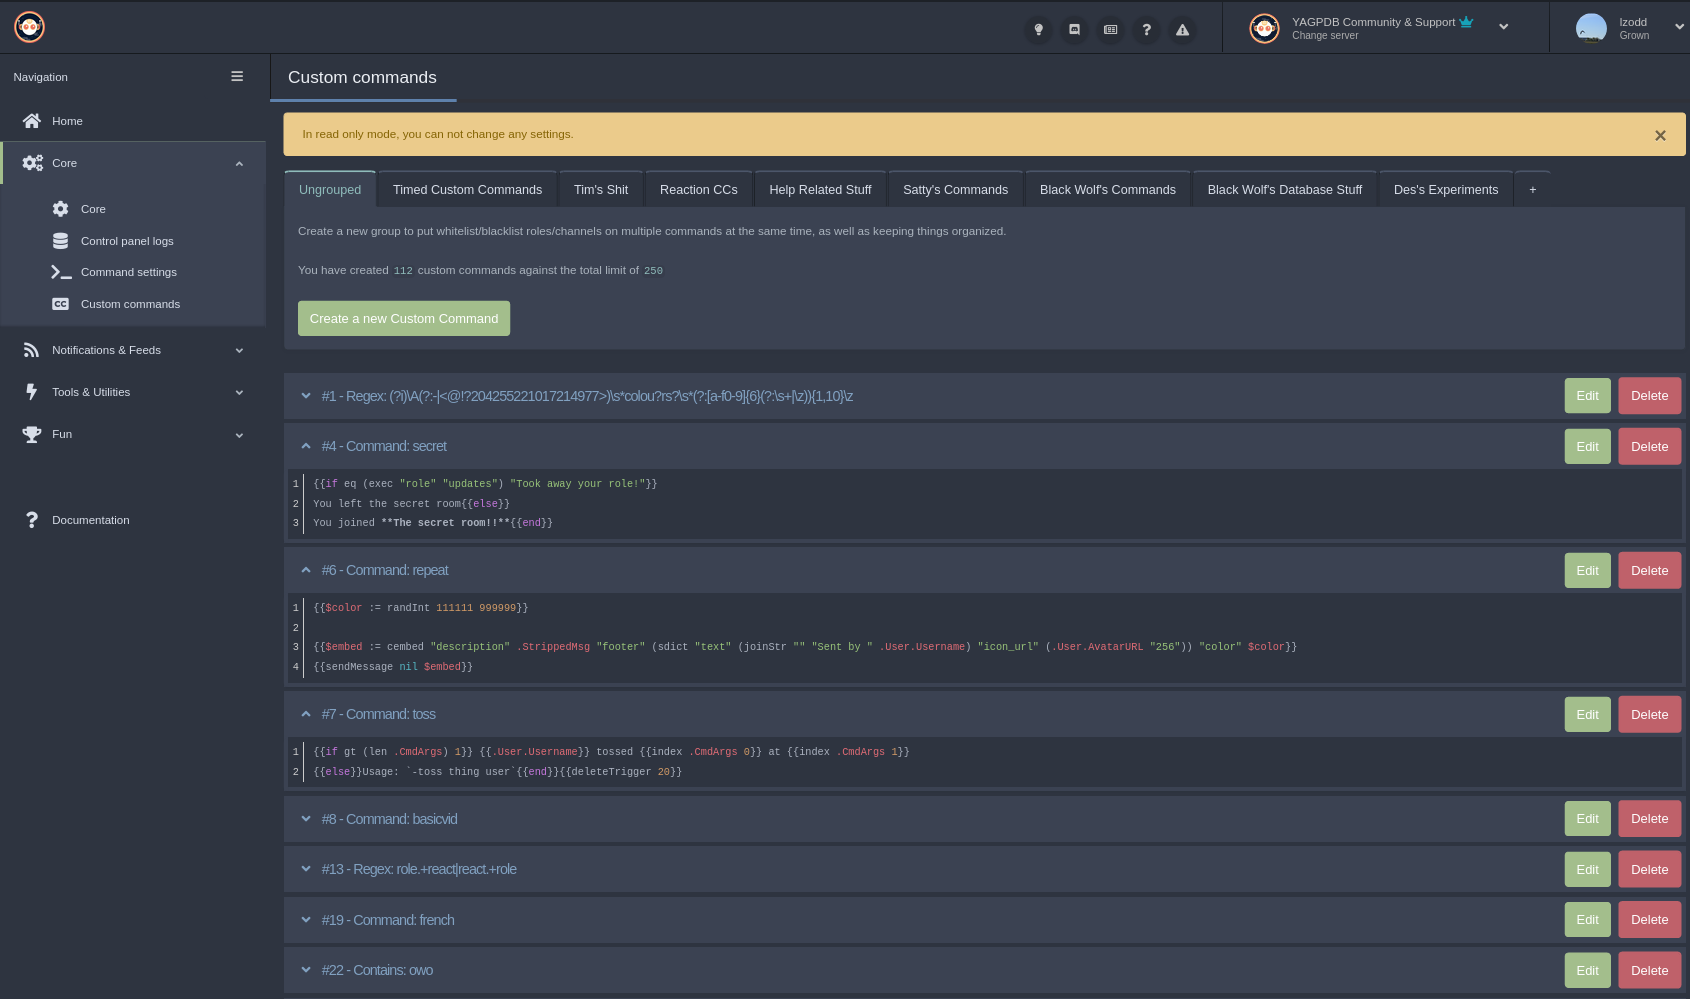 YAGPDB Community & Support
Change server
Izodd
Grown
Navigation
Custom commands
Home
Core
Core
Control panel logs
Command settings
Custom commands
Notifications & Feeds
Tools & Utilities
Fun
Documentation
In read only mode, you can not change any settings.
×
Ungrouped Timed Custom Commands Tim's Shit Reaction CCs Help Related Stuff Satty's Commands Black Wolf's Commands Black Wolf's Database Stuff Des's Experiments +
Create a new group to put whitelist/blacklist roles/channels on multiple commands at the same time, as well as keeping things organized.
You have created 112 custom commands against the total limit of 250
Create a new Custom Command
#1 - Regex: (?i)\A(?:-|<@!?204255221017214977>)\s*colou?rs?\s*(?:[a-f0-9]{6}(?:\s+|\z)){1,10}\z Edit Delete
#4 - Command: secret Edit Delete
1 {{if eq (exec "role" "updates") "Took away your role!"}}
2 You left the secret room{{else}}
3 You joined **The secret room!!**{{end}}
#6 - Command: repeat Edit Delete
1 {{$color := randInt 111111 999999}}
2
3 {{$embed := cembed "description" .StrippedMsg "footer" (sdict "text" (joinStr "" "Sent by " .User.Username) "icon_url" (.User.AvatarURL "256")) "color" $color}}
4 {{sendMessage nil $embed}}
#7 - Command: toss Edit Delete
1 {{if gt (len .CmdArgs) 1}} {{.User.Username}} tossed {{index .CmdArgs 0}} at {{index .CmdArgs 1}}
2 {{else}}Usage: `-toss thing user`{{end}}{{deleteTrigger 20}}
#8 - Command: basicvid Edit Delete
#13 - Regex: role.+react|react.+role Edit Delete
#19 - Command: french Edit Delete
#22 - Contains: owo Edit Delete